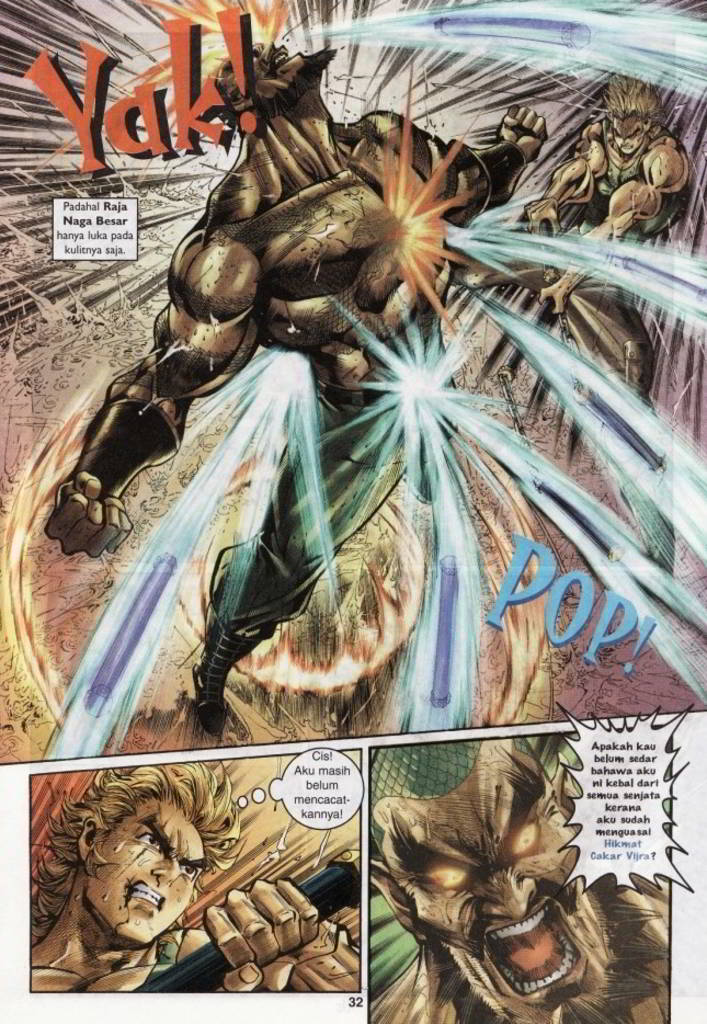 Yak!
Padahal Raja
Naga Besar
hanya luka pada
kulitnya saja.
POP!
Cis!
Aku masih
belum
mencacat-
kannya!
Apakah kau
belum sedar
bahawa aku
ni kebal dari
semua senjata
kerana
aku sudah
menguasai
Hikmat
Cakar Vijra?
32